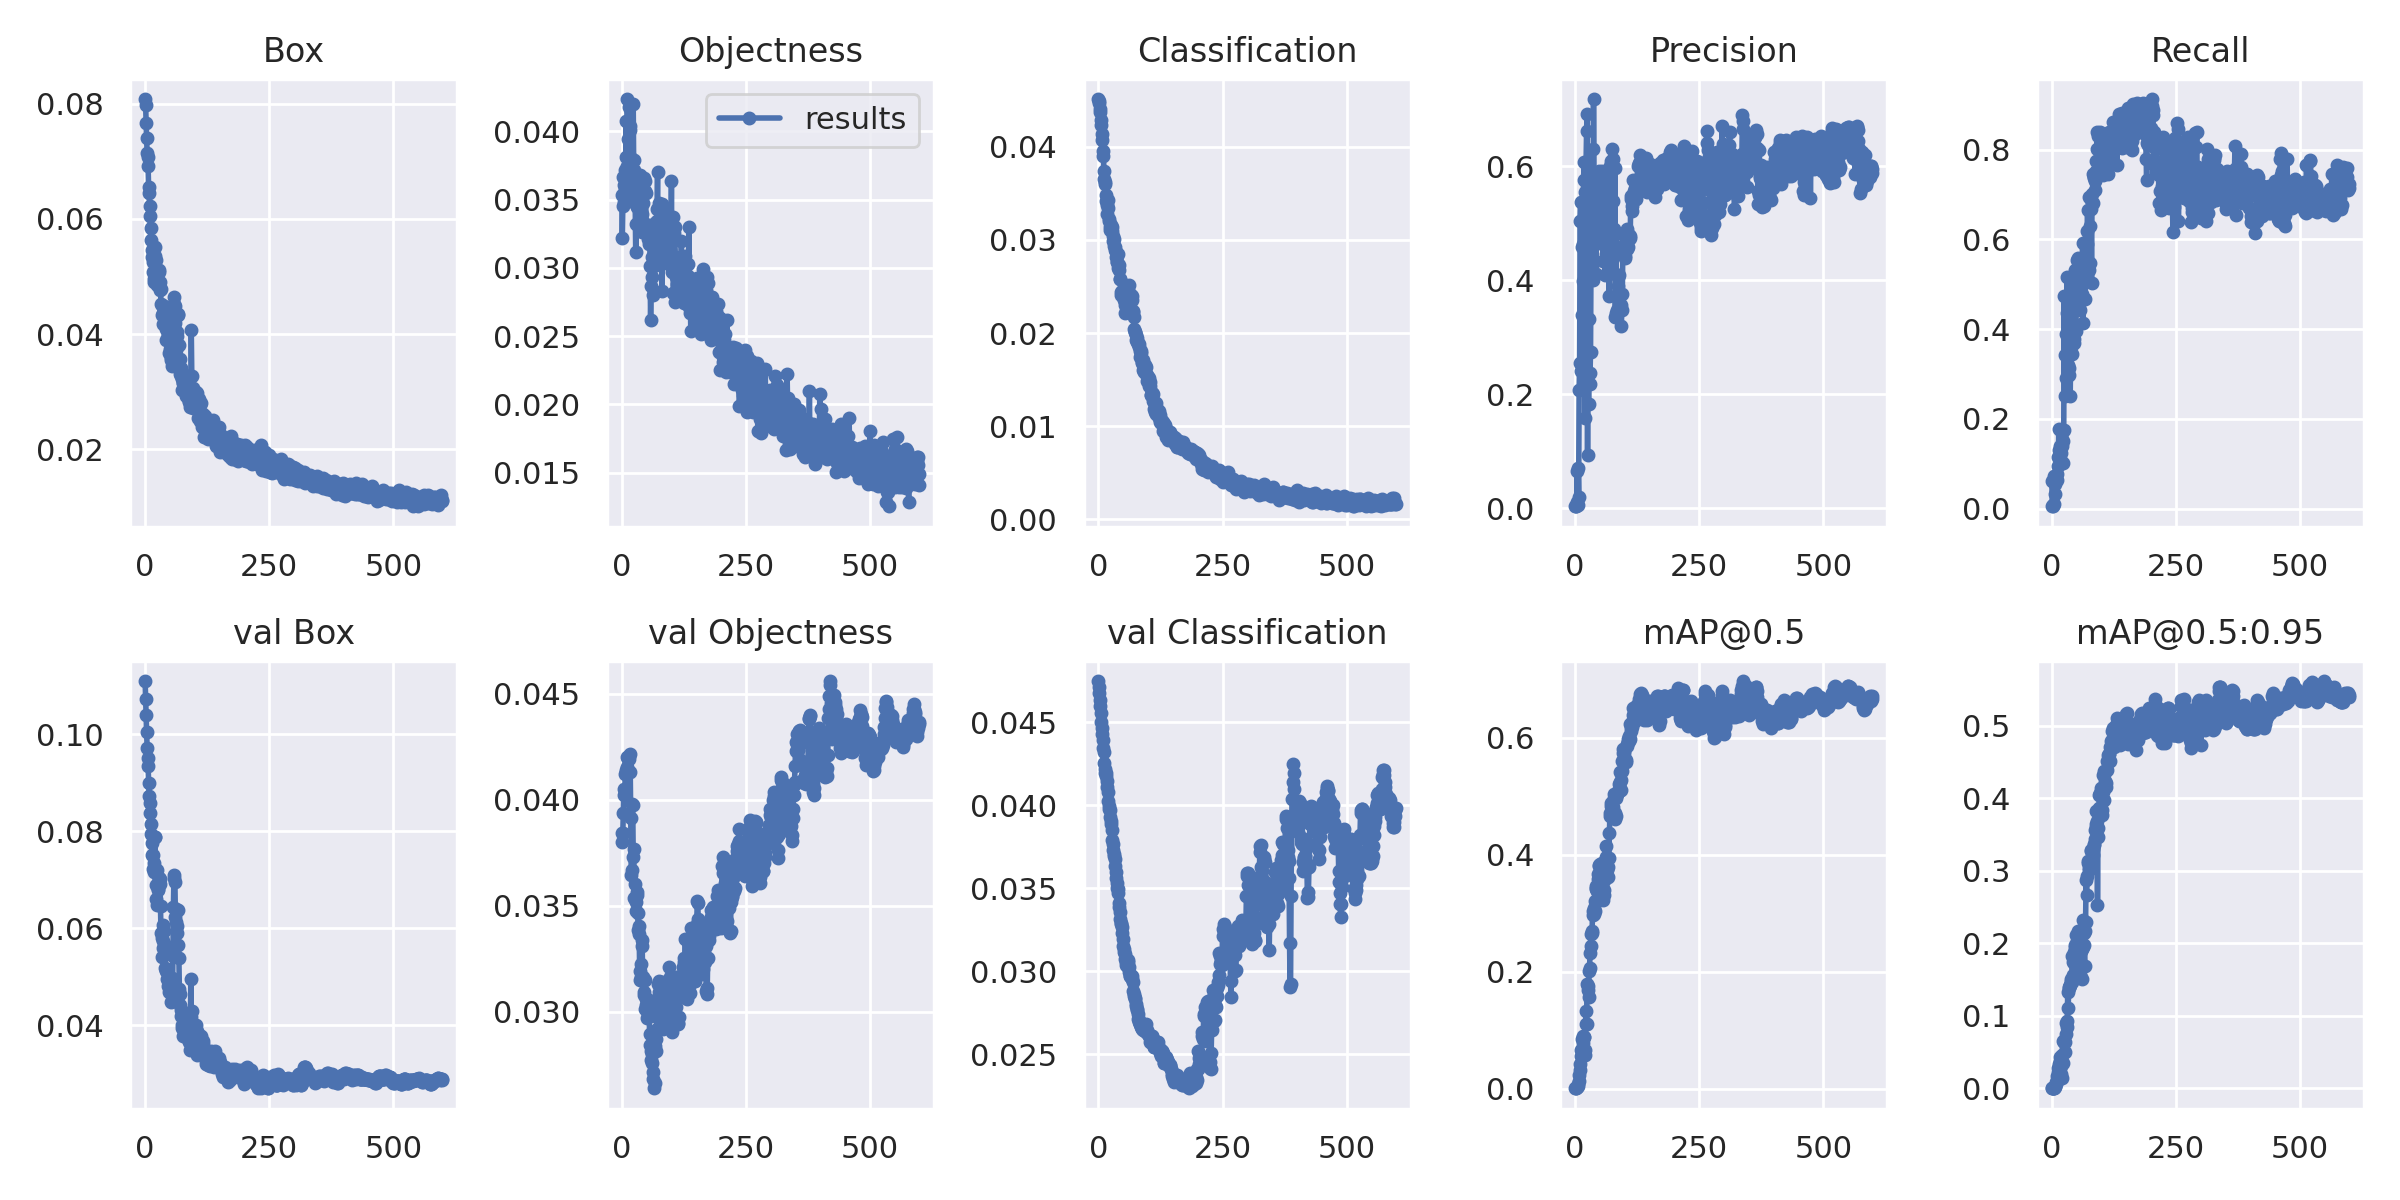 Box
Objectness
Classification
Precision
Recall
results
0.08
0.06
0.04
0.02
0 250 500
0.040
0.035
0.030
0.025
0.020
0.015
0 250 500
0.04
0.03
0.02
0.01
0.00
0 250 500
0.6
0.4
0.2
0.0
0 250 500
0.8
0.6
0.4
0.2
0.0
0 250 500
val Box
val Objectness
val Classification
mAP@0.5
mAP@0.5:0.95
0.10
0.08
0.06
0.04
0 250 500
0.045
0.040
0.035
0.030
0 250 500
0.045
0.040
0.035
0.030
0.025
0 250 500
0.6
0.4
0.2
0.0
0 250 500
0.5
0.4
0.3
0.2
0.1
0.0
0 250 500